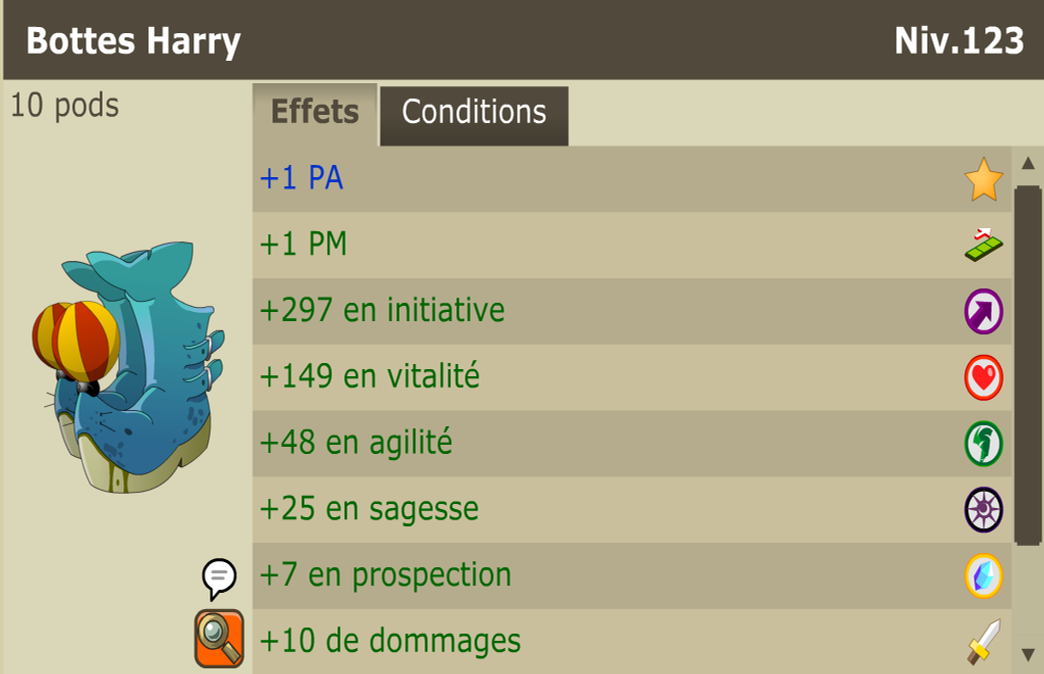 Bottes Harry
Niv.123
10 pods
Effets
Conditions
+1 PA
+1 PM
+297 en initiative
+149 en vitalité
+48 en agilité
+25 en sagesse
+7 en prospection
+10 de dommages